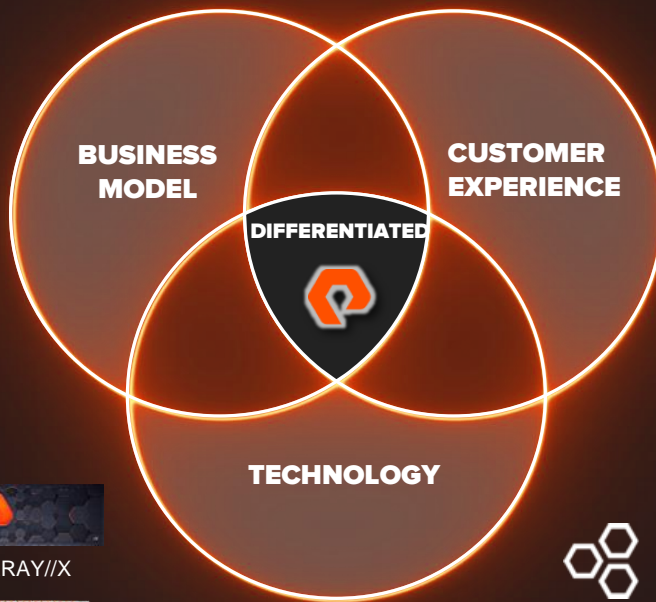 BUSINESS
MODEL
CUSTOMER
EXPERIENCE
DIFFERENTIATED
TECHNOLOGY
RAY//X